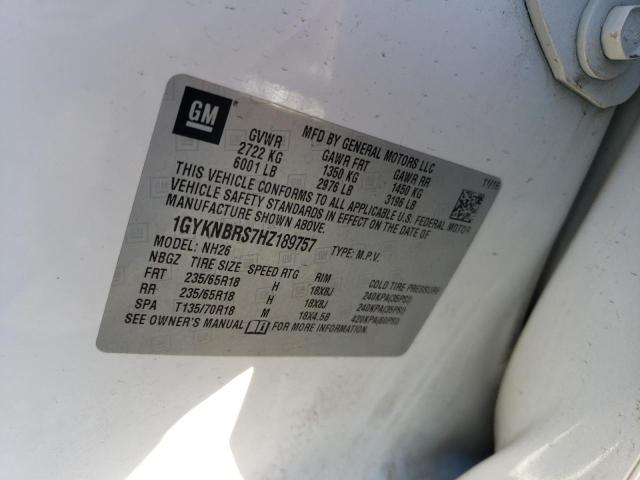 GM
MFD BY GENERAL MOTORS LLC
GVWR GAWR FRT GAWR RR
2722 KG 1350 KG 1450 KG
6001 LB 2976 LB 3196 LB
THIS VEHICLE CONFORMS TO ALL APPLICABLE U.S. FEDERAL MOTOR
VEHICLE SAFETY STANDARDS IN EFFECT ON THE DATE OF
MANUFACTURE SHOWN ABOVE.
1GYKNBRS7HZ189757 TYPE: M.P.V.
MODEL: NH26
NBGZ TIRE SIZE SPEED RTG RIM COLD TIRE PRESSURE
FRT 235/65R18 H 18X8J 240KPA(35PSI)
RR 235/65R18 H 18X8J 240KPA(35PSI)
SPA T135/70R18 M 18X4.5B 420KPA(60PSI)
SEE OWNER'S MANUAL FOR MORE INFORMATION.